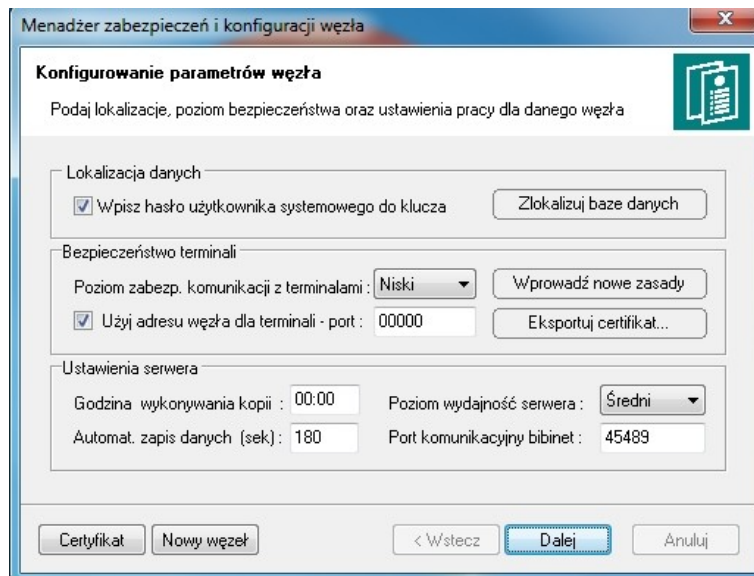 Menadżer zabezpieczeń i konfiguracji węzła
Konfigurowanie parametrów węzła
Podaj lokalizacje, poziom bezpieczeństwa oraz ustawienia pracy dla danego węzła
Lokalizacja danych
Wpisz hasło użytkownika systemowego do klucza Zlokalizuj baze danych
Bezpieczeństwo terminali
Poziom zabezp. komunikacji z terminalami : Niski Wprowadź nowe zasady
Użyj adresu węzła dla terminali - port : 00000 Eksportuj certifikat...
Ustawienia serwera
Godzina wykonywania kopii : 00:00 Poziom wydajność serwera : Średni
Automat. zapis danych (sek) : 180 Port komunikacyjny bibinet : 45489
Certyfikat Nowy węzeł < Wstecz Dalej Anuluj